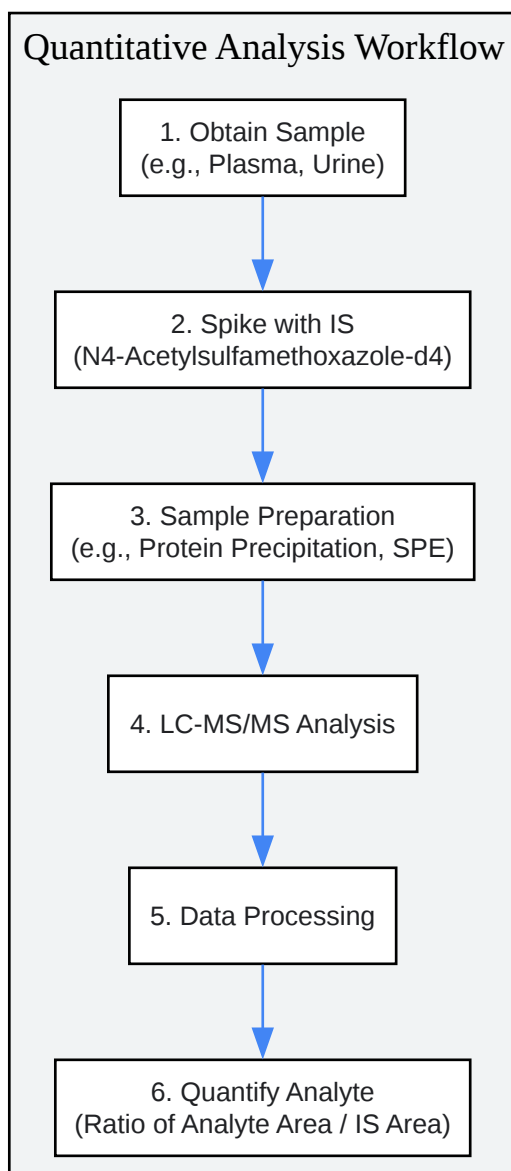 Quantitative Analysis Workflow
1. Obtain Sample
(e.g., Plasma, Urine)
2. Spike with IS
(N4-Acetylsulfamethoxazole-d4)
3. Sample Preparation
(e.g., Protein Precipitation, SPE)
4. LC-MS/MS Analysis
5. Data Processing
6. Quantify Analyte
(Ratio of Analyte Area / IS Area)